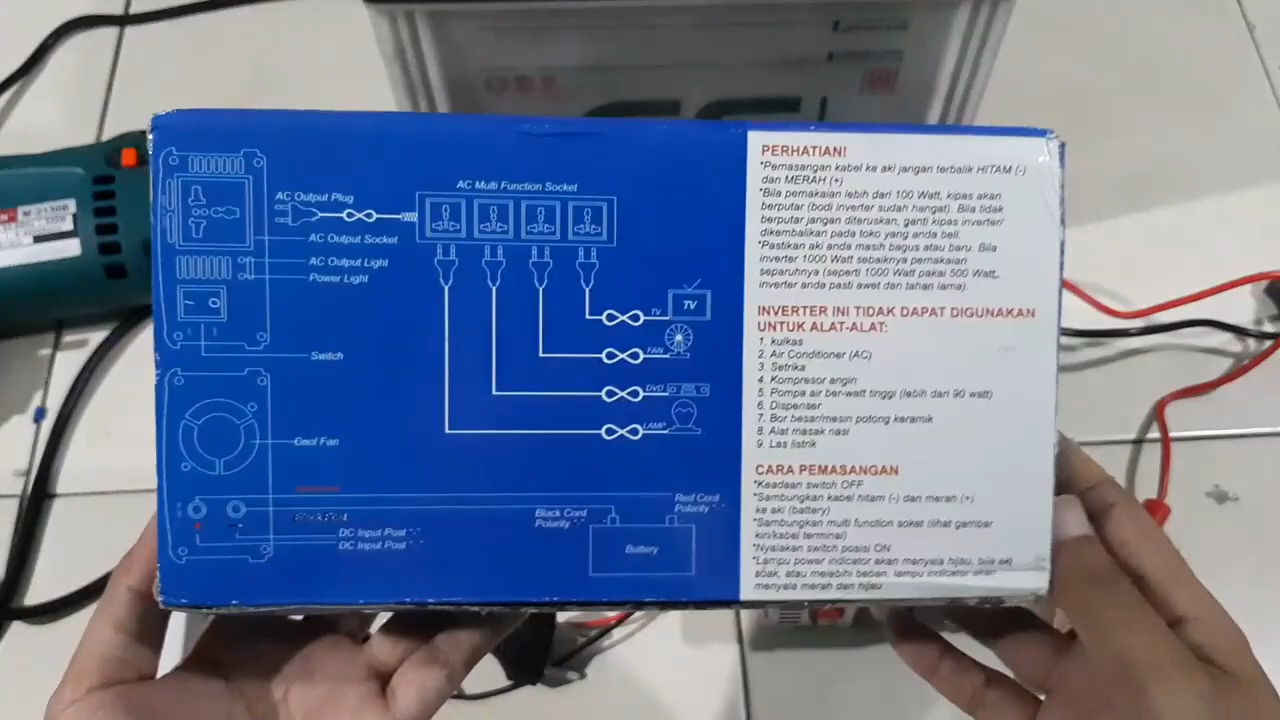 AC Multi Function Socket
AC Output Plug
AC Output Socket
AC Output Light
Power Light
Switch
TV
TV
FAN
DVD
LAMP
Cool Fan
Red Cord
Polarity
Black Cord
Polarity
DC Input Post
DC Input Post
Battery
PERHATIAN!
*Pemasangan kabel ke aki jangan terbalik HITAM (-)
dan MERAH (+)
*Bila pemakaian lebih dari 100 Watt, kipas akan
berputar (bodi inverter sudah hangat). Bila tidak
berputar jangan diteruskan, ganti kipas inverter/
dikembalikan pada toko yang anda beli.
*Pastikan aki anda masih bagus atau baru. Bila
inverter 1000 Watt sebaiknya pemakaian
separuhnya (seperti 1000 Watt pakai 500 Watt,
inverter anda pasti awet dan tahan lama).
INVERTER INI TIDAK DAPAT DIGUNAKAN
UNTUK ALAT-ALAT:
1. kulkas
2. Air Conditioner (AC)
3. Setrika
4. Kompresor angin
5. Pompa air ber-watt tinggi (lebih dari 90 watt)
6. Dispenser
7. Bor besar/mesin potong keramik
8. Alat masak nasi
9. Las listrik
CARA PEMASANGAN
*Keadaan switch OFF
*Sambungkan kabel hitam (-) dan merah (+)
ke aki (battery)
*Sambungkan multi function soket (lihat gambar
kiri/kabel terminal)
*Nyalakan switch posisi ON
*Lampu power indicator akan menyala hijau, bila aki
soak, atau melebihi beban, lampu indicator akan
menyala merah dan hijau